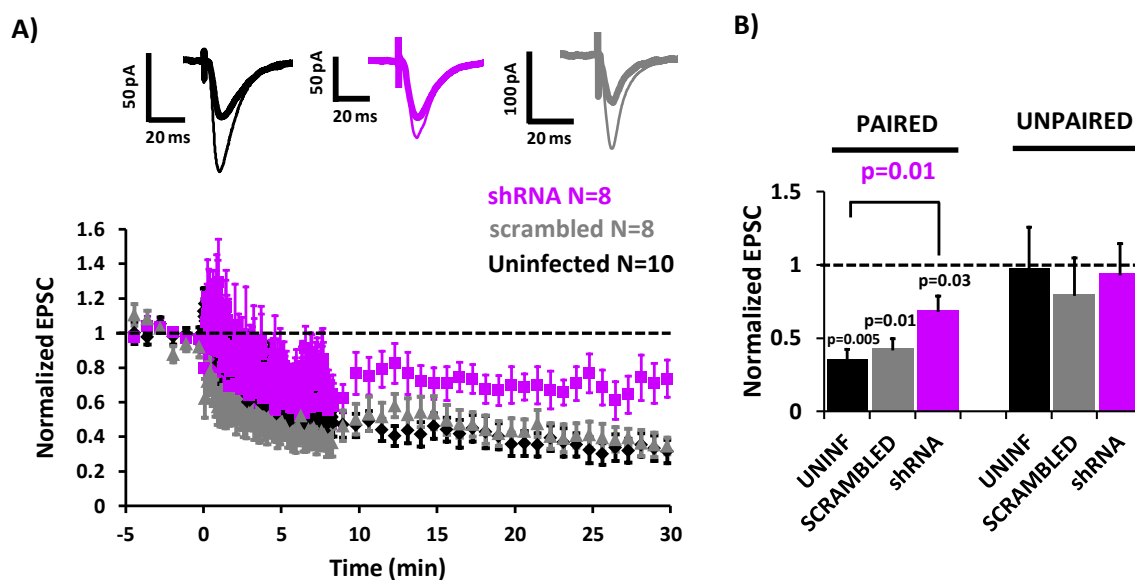 A)
50 pA
20 ms
50 pA
20 ms
100 pA
20 ms
shRNA N=8
scrambled N=8
Uninfected N=10
Normalized EPSC
1.6
1.4
1.2
1
0.8
0.6
0.4
0.2
0
-5
0
5
10
15
20
25
30
Time (min)
B)
PAIRED
UNPAIRED
p=0.01
Normalized EPSC
1.5
1
0.5
0
p=0.005
p=0.01
p=0.03
UNINF
SCRAMBLED
shRNA
UNINF
SCRAMBLED
shRNA